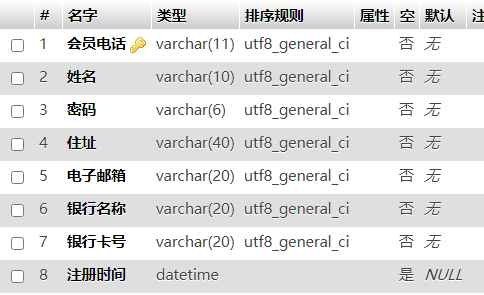 # 名字 类型 排序规则 属性 空 默认
1 会员电话 varchar(11) utf8_general_ci 否 无
2 姓名 varchar(10) utf8_general_ci 否 无
3 密码 varchar(6) utf8_general_ci 否 无
4 住址 varchar(40) utf8_general_ci 否 无
5 电子邮箱 varchar(20) utf8_general_ci 否 无
6 银行名称 varchar(20) utf8_general_ci 否 无
7 银行卡号 varchar(20) utf8_general_ci 否 无
8 注册时间 datetime 是 NULL